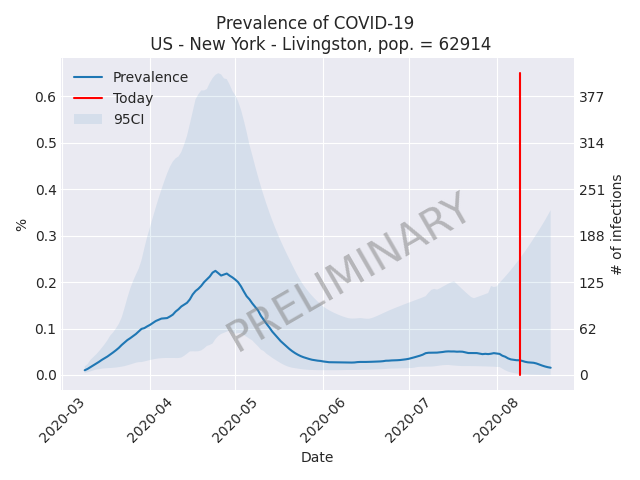 Prevalence of COVID-19
US - New York - Livingston, pop. = 62914
Prevalence
Today
95CI
0.6
0.5
0.4
0.3
0.2
0.1
0.0
%
377
314
251
188
125
62
0
# of infections
PRELIMINARY
2020-03
2020-04
2020-05
2020-06
2020-07
2020-08
Date